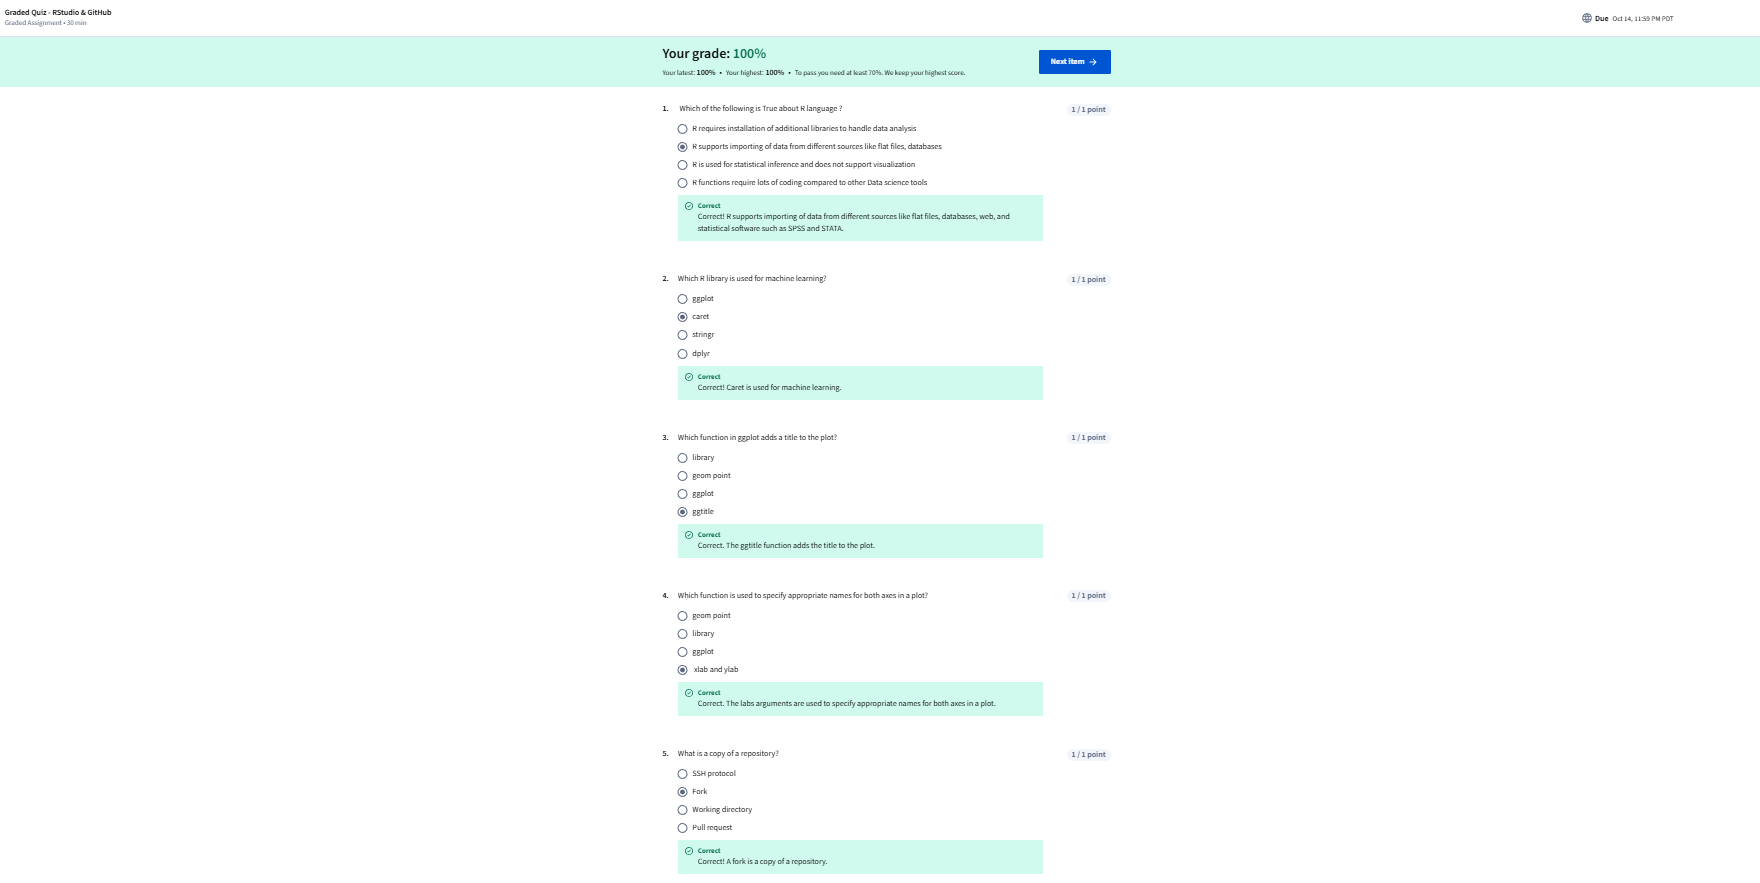 Graded Quiz - RStudio & GitHub
Graded Assignment • 30 min
Due Oct 14, 11:59 PM PDT
Your grade: 100%
Your latest: 100% • Your highest: 100% • To pass you need at least 70%. We keep your highest score.
Next item →
1. Which of the following is True about R language ?
1 / 1 point
R requires installation of additional libraries to handle data analysis
R supports importing of data from different sources like flat files, databases
R is used for statistical inference and does not support visualization
R functions require lots of coding compared to other Data science tools
Correct
Correct! R supports importing of data from different sources like flat files, databases, web, and
statistical software such as SPSS and STATA.
2. Which R library is used for machine learning?
1 / 1 point
ggplot
caret
stringr
dplyr
Correct
Correct! Caret is used for machine learning.
3. Which function in ggplot adds a title to the plot?
1 / 1 point
library
geom point
ggplot
ggtitle
Correct
Correct. The ggtitle function adds the title to the plot.
4. Which function is used to specify appropriate names for both axes in a plot?
1 / 1 point
geom point
library
ggplot
xlab and ylab
Correct
Correct. The labs arguments are used to specify appropriate names for both axes in a plot.
5. What is a copy of a repository?
1 / 1 point
SSH protocol
Fork
Working directory
Pull request
Correct
Correct! A fork is a copy of a repository.